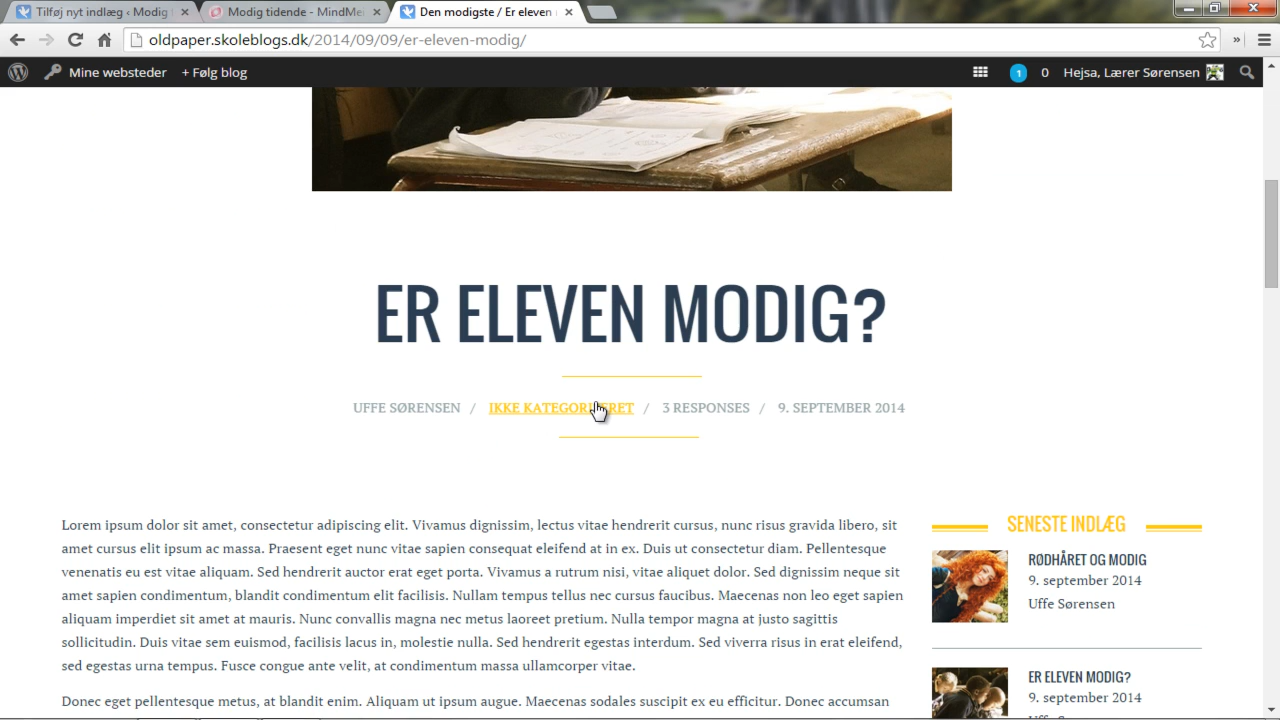 Tilføj nyt indlæg ‹ Modig
Modig tidende - MindMei
Den modigste / Er eleven
oldpaper.skoleblogs.dk/2014/09/09/er-eleven-modig/
Mine websteder + Følg blog 1 0 Hejsa, Lærer Sørensen
ER ELEVEN MODIG?
UFFE SØRENSEN / IKKE KATEGORISERET / 3 RESPONSES / 9. SEPTEMBER 2014
Lorem ipsum dolor sit amet, consectetur adipiscing elit. Vivamus dignissim, lectus vitae hendrerit cursus, nunc risus gravida libero, sit
amet cursus elit ipsum ac massa. Praesent eget nunc vitae sapien consequat eleifend at in ex. Duis ut consectetur diam. Pellentesque
venenatis eu est vitae aliquam. Sed hendrerit auctor erat eget porta. Vivamus a rutrum nisi, vitae aliquet dolor. Sed dignissim neque sit
amet sapien condimentum, blandit condimentum elit facilisis. Nullam tempus tellus nec cursus faucibus. Maecenas non leo eget sapien
aliquam imperdiet sit amet at mauris. Nunc convallis magna nec metus laoreet pretium. Nulla tempor magna at justo sagittis
sollicitudin. Duis vitae sem euismod, facilisis lacus in, molestie nulla. Sed hendrerit egestas interdum. Sed viverra risus in erat eleifend,
sed egestas urna tempus. Fusce congue ante velit, at condimentum massa ullamcorper vitae.
Donec eget pellentesque metus, at blandit enim. Aliquam ut ipsum augue. Maecenas sodales suscipit ex eu efficitur. Donec accumsan
SENESTE INDLÆG
RØDHÅRET OG MODIG
9. september 2014
Uffe Sørensen
ER ELEVEN MODIG?
9. september 2014